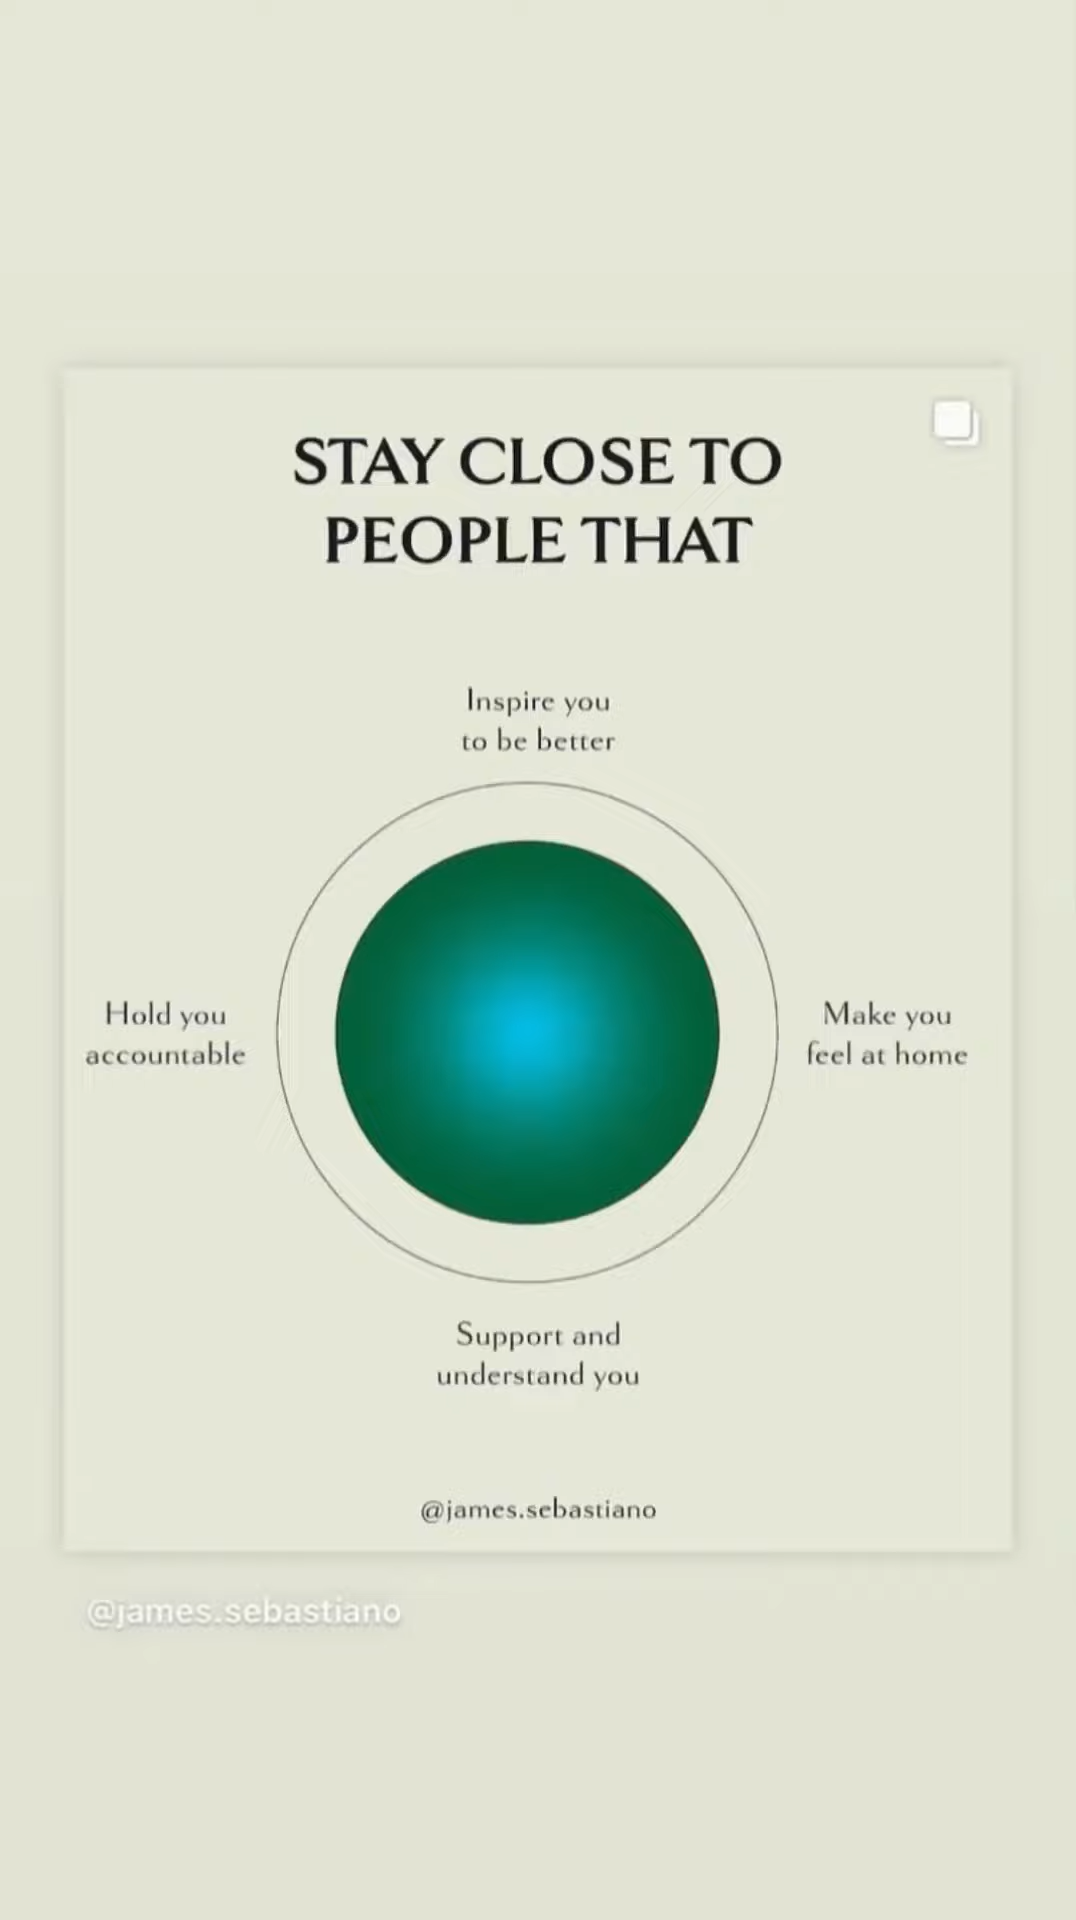 STAY CLOSE TO
PEOPLE THAT
Inspire you
to be better
Hold you
accountable
Make you
feel at home
Support and
understand you
@james.sebastiano
@james.sebastiano